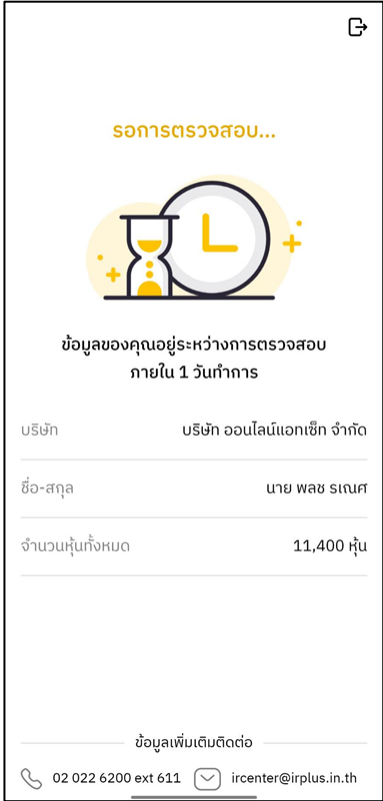 รอการตรวจสอบ...
ข้อมูลของคุณอยู่ระหว่างการตรวจสอบ
ภายใน 1 วันทำการ
บริษัท บริษัท ออนไลน์แอทเซ็ท จำกัด
ชื่อ-สกุล นาย พลช รเณศ
จำนวนหุ้นทั้งหมด 11,400 หุ้น
ข้อมูลเพิ่มเติมติดต่อ
02 022 6200 ext 611 ircenter@irplus.in.th